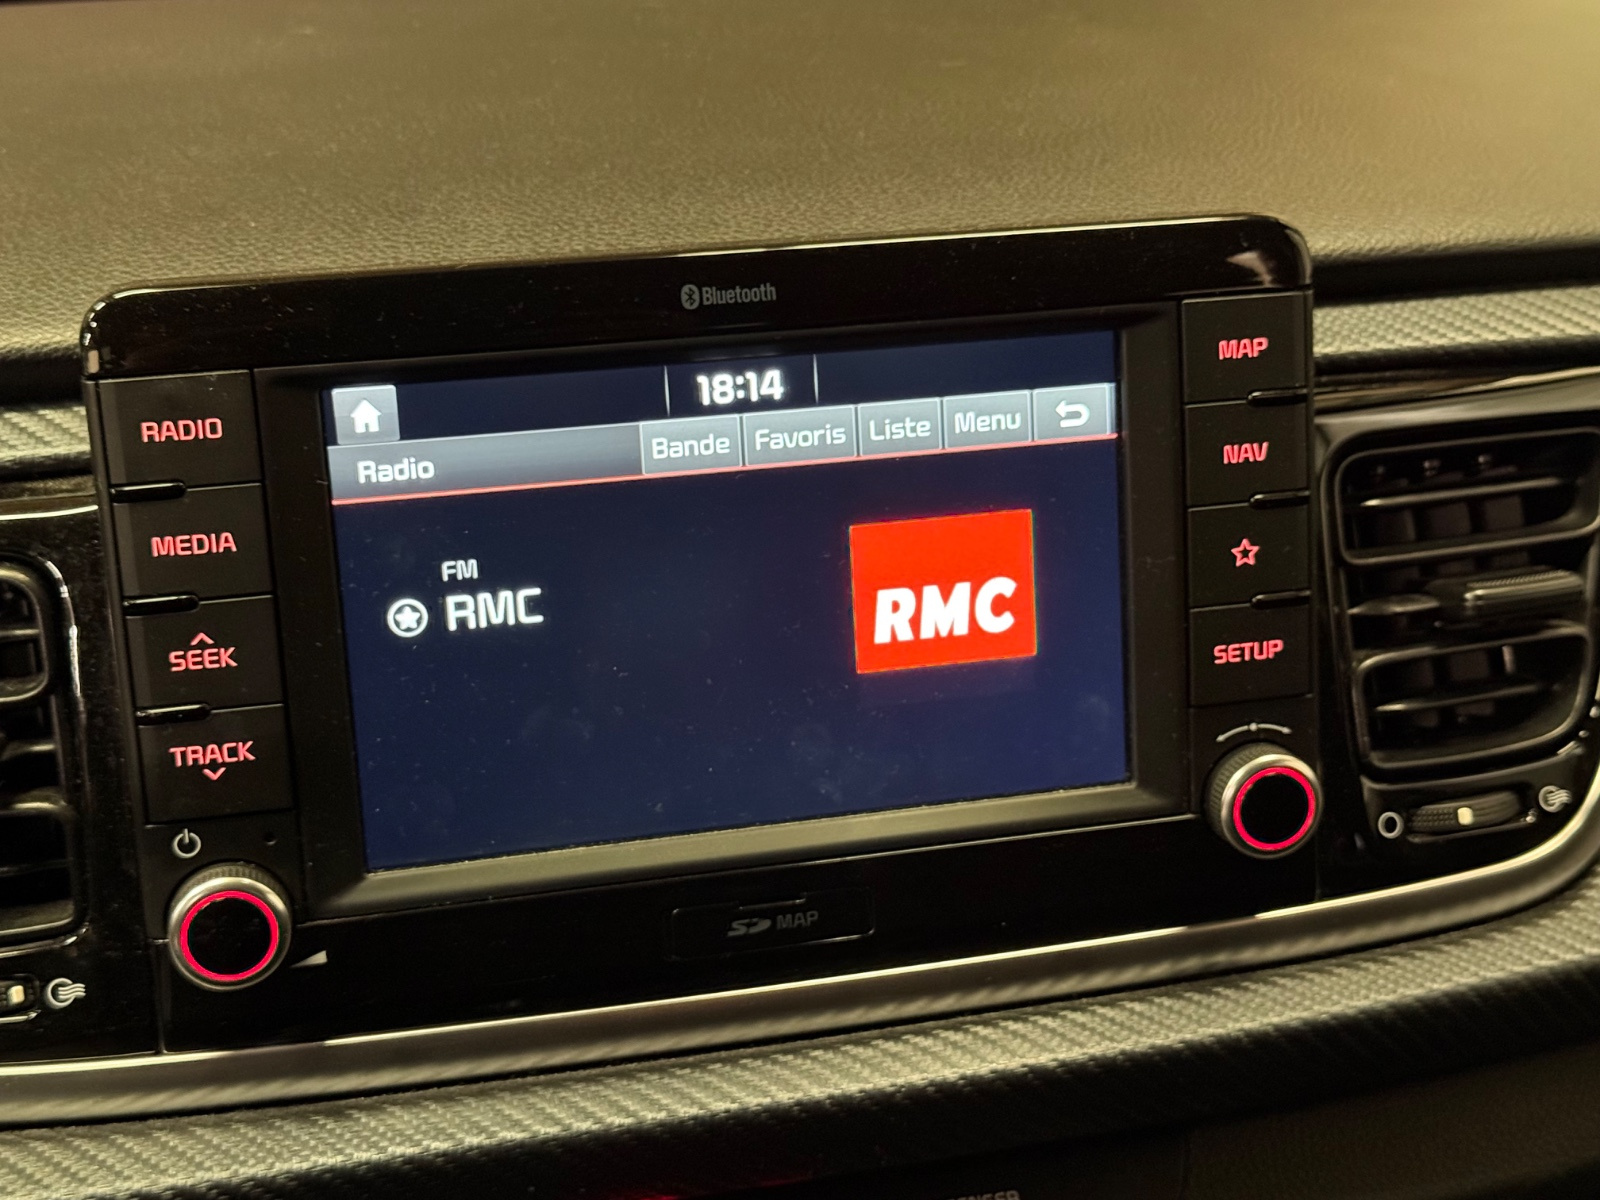 Bluetooth
18:14
Radio
Bande
Favoris
Liste
Menu
FM
RMC
RMC
RADIO
MEDIA
SEEK
TRACK
MAP
NAV
SETUP
SD MAP